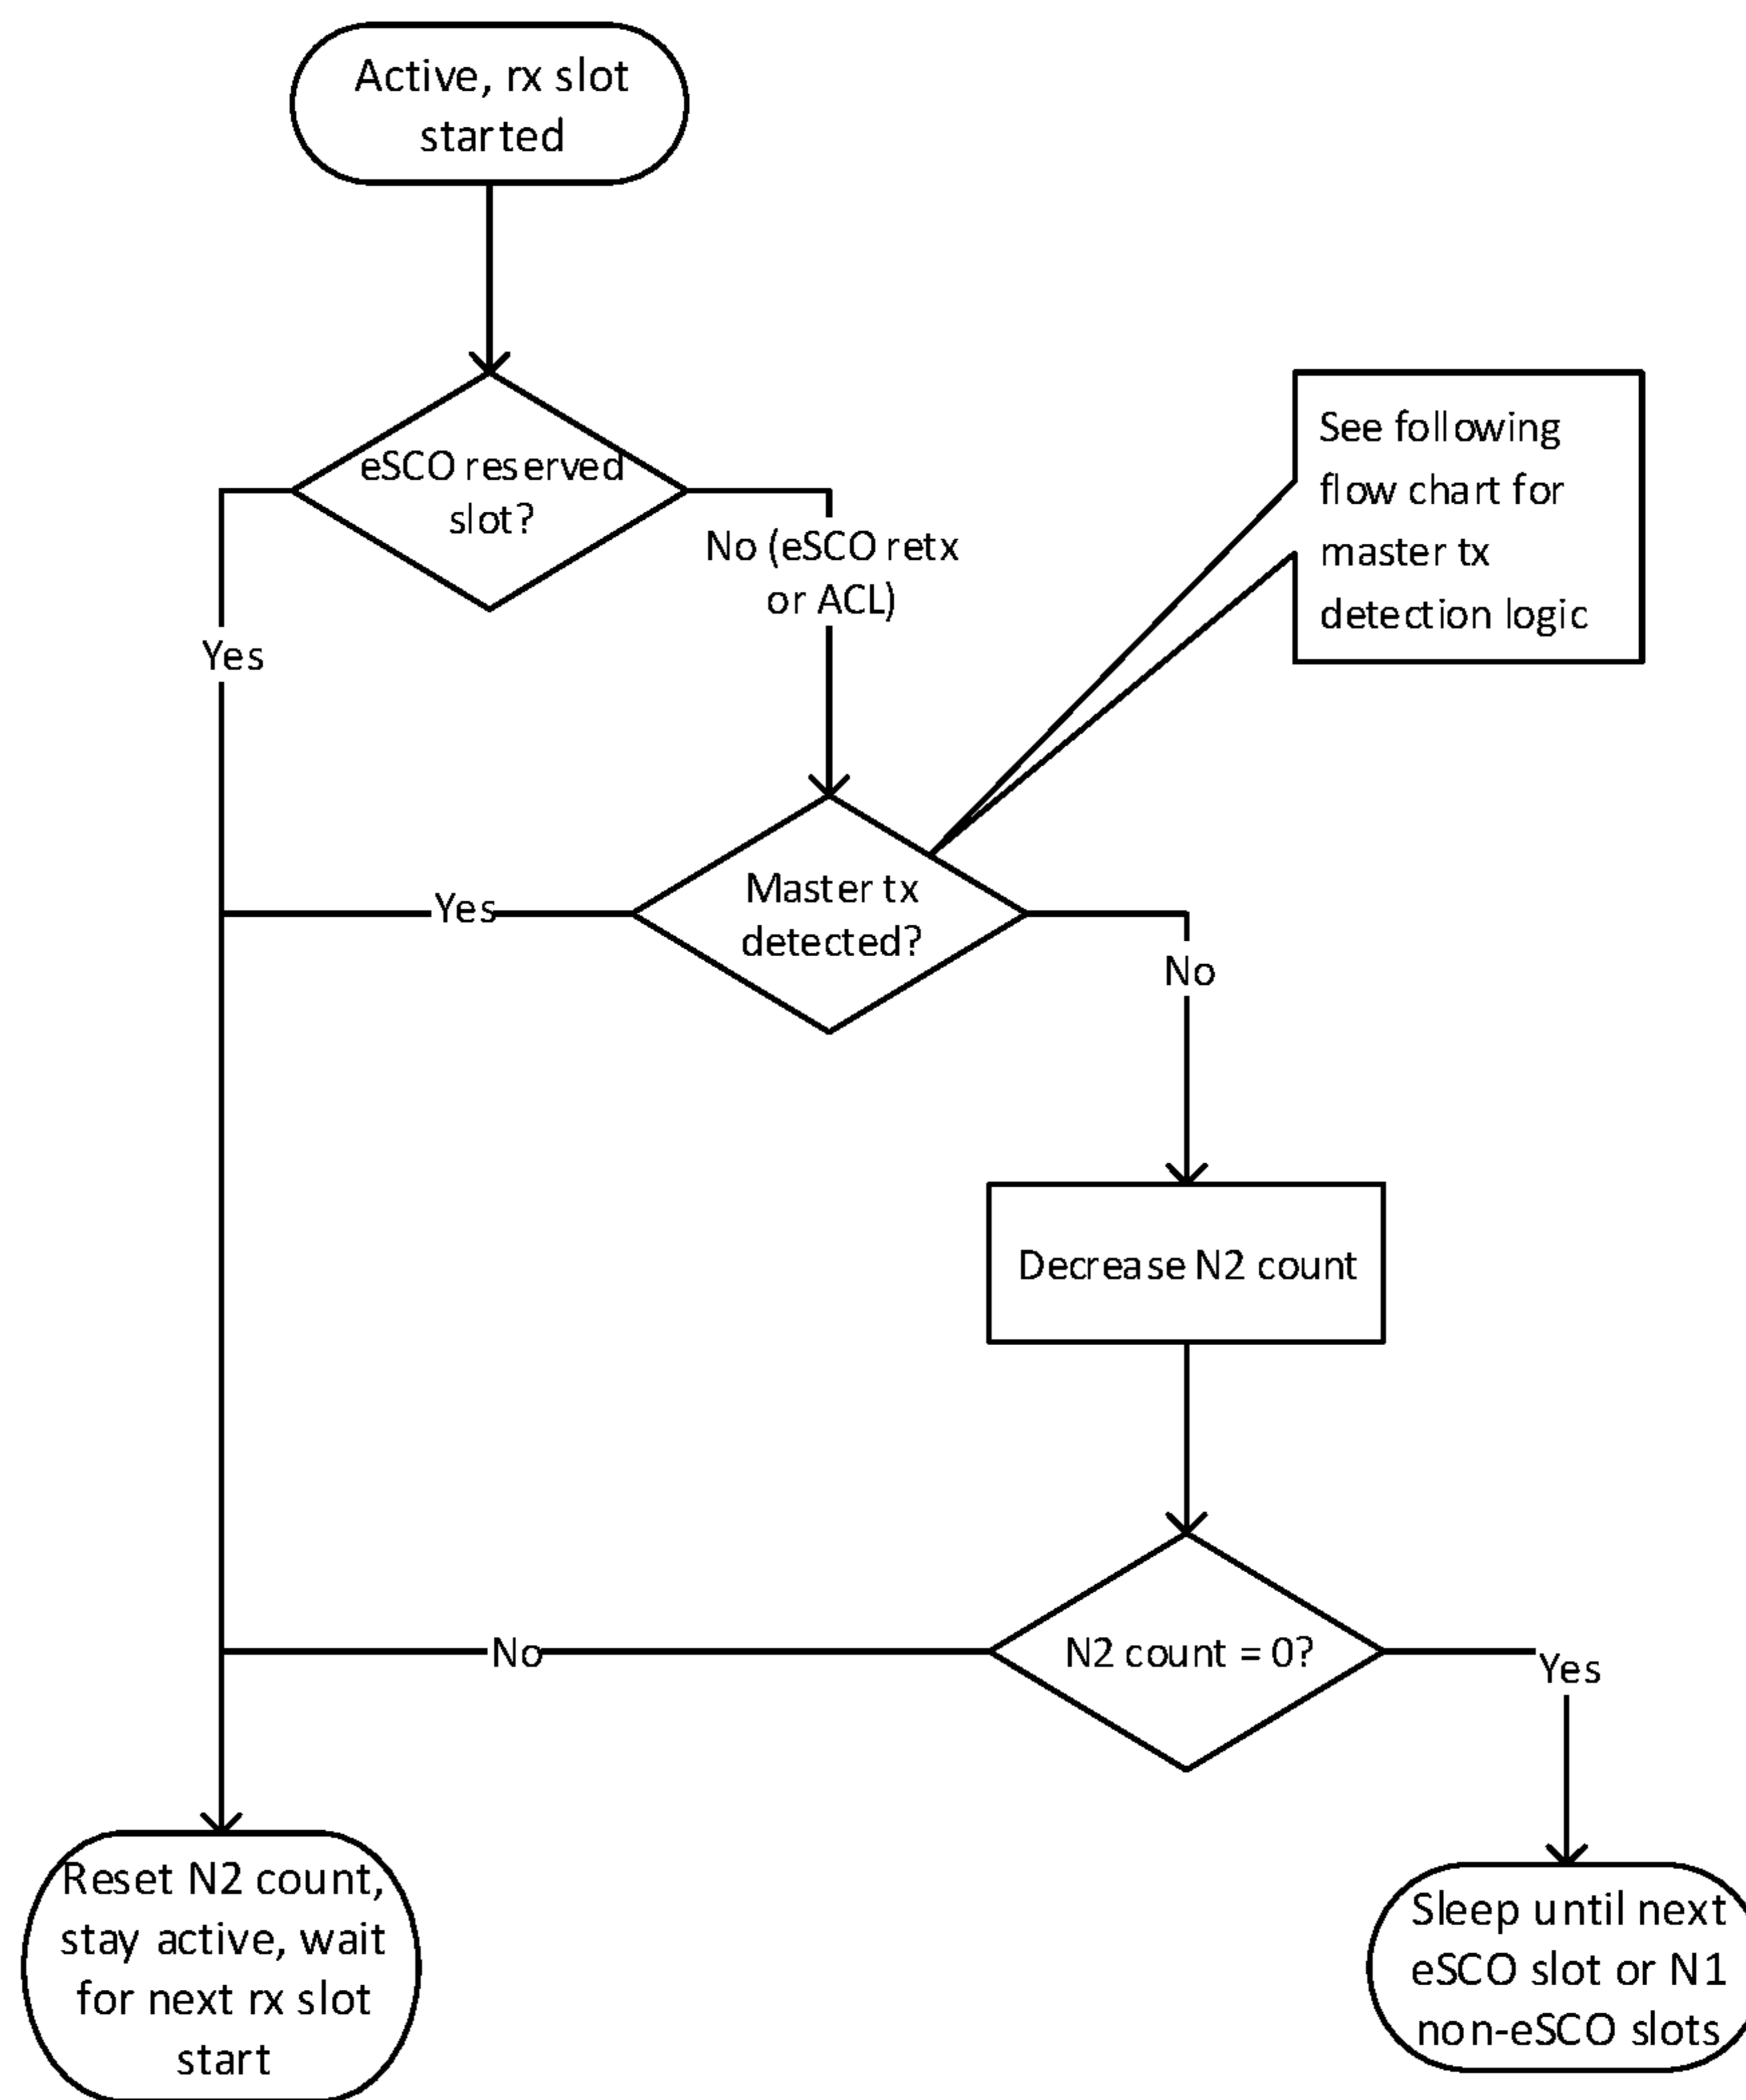 Active, rx slot
started
eSCO reserved
slot?
No (eSCO retx
or ACL)
See following
flow chart for
master tx
detection logic
Yes
Master tx
detected?
Yes
No
Decrease N2 count
N2 count = 0?
No
Yes
Reset N2 count,
stay active, wait
for next rx slot
start
Sleep until next
eSCO slot or N1
non-eSCO slots